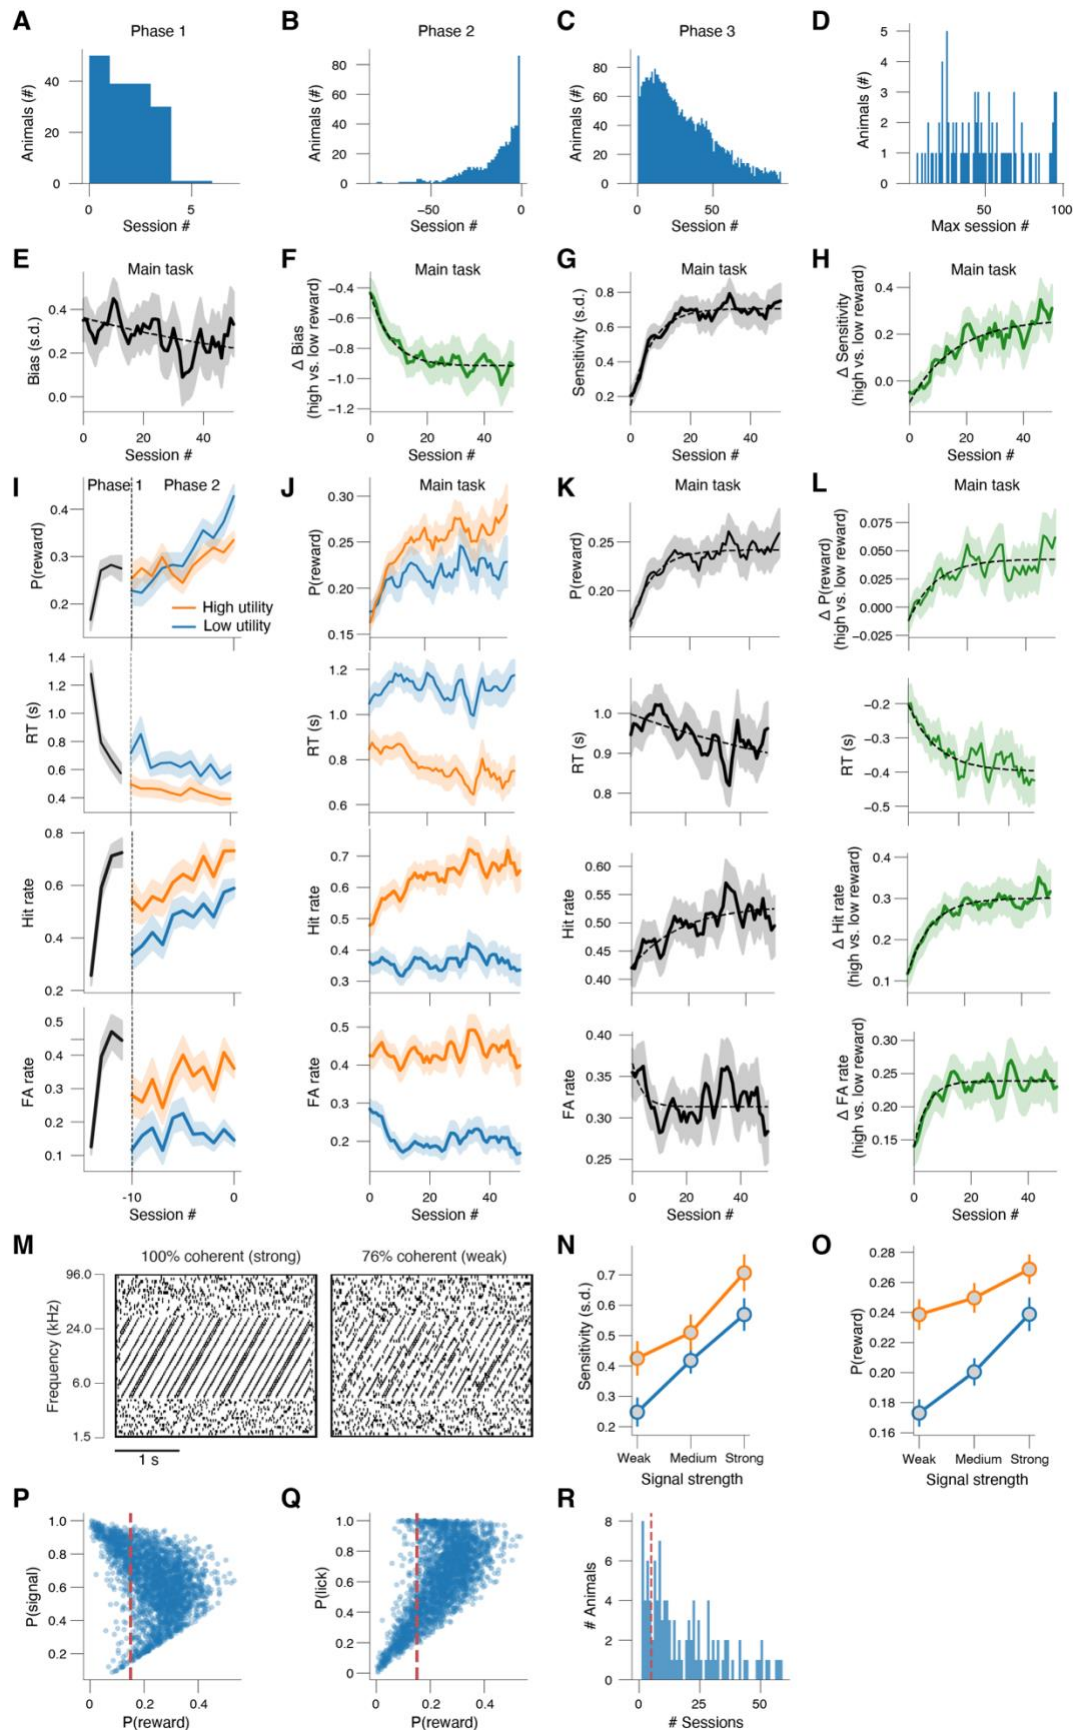 A
Phase 1
Animals (#)
40
20
0
0
5
Session #
B
Phase 2
Animals (#)
80
60
40
20
0
−50
0
Session #
C
Phase 3
Animals (#)
80
60
40
20
0
0
50
Session #
D
Animals (#)
5
4
3
2
1
0
50
100
Max session #
E
Main task
Bias (s.d.)
0.4
0.2
0.0
0
20
40
Session #
F
Main task
Δ Bias
(high vs. low reward)
−0.4
−0.6
−0.8
−1.0
−1.2
0
20
40
Session #
G
Main task
Sensitivity (s.d.)
0.8
0.6
0.4
0.2
0
20
40
Session #
H
Main task
Δ Sensitivity
(high vs. low reward)
0.4
0.2
0.0
0
20
40
Session #
I
Phase 1
Phase 2
P(reward)
0.4
0.3
0.2
High utility
Low utility
J
Main task
P(reward)
0.30
0.25
0.20
0.15
K
Main task
P(reward)
0.25
0.20
L
Main task
Δ P(reward)
(high vs. low reward)
0.075
0.050
0.025
0.000
−0.025
RT (s)
1.4
1.2
1.0
0.8
0.6
0.4
RT (s)
1.2
1.0
0.8
0.6
RT (s)
1.0
0.9
0.8
RT (s)
−0.2
−0.3
−0.4
−0.5
Hit rate
0.8
0.6
0.4
0.2
Hit rate
0.7
0.6
0.5
0.4
0.3
Hit rate
0.60
0.55
0.50
0.45
0.40
Δ Hit rate
(high vs. low reward)
0.4
0.3
0.2
0.1
FA rate
0.5
0.4
0.3
0.2
0.1
-10
0
Session #
FA rate
0.5
0.4
0.3
0.2
0
20
40
Session #
FA rate
0.40
0.35
0.30
0.25
0
20
40
Session #
Δ FA rate
(high vs. low reward)
0.30
0.25
0.20
0.15
0
20
40
Session #
M
100% coherent (strong)
76% coherent (weak)
Frequency (kHz)
96.0
24.0
6.0
1.5
1 s
N
Sensitivity (s.d.)
0.7
0.6
0.5
0.4
0.3
0.2
Weak
Medium
Strong
Signal strength
O
P(reward)
0.28
0.26
0.24
0.22
0.20
0.18
0.16
Weak
Medium
Strong
Signal strength
P
P(signal)
1.0
0.8
0.6
0.4
0.2
0
0.2
0.4
P(reward)
Q
P(lick)
1.0
0.8
0.6
0.4
0.2
0
0
0.2
0.4
P(reward)
R
# Animals
8
6
4
2
0
0
25
50
# Sessions